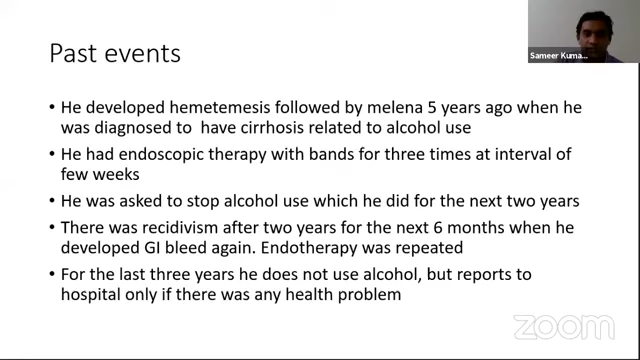 Past events
Sameer Kuma...
• He developed hemetemesis followed by melena 5 years ago when he
was diagnosed to have cirrhosis related to alcohol use
• He had endoscopic therapy with bands for three times at interval of
few weeks
• He was asked to stop alcohol use which he did for the next two years
• There was recidivism after two years for the next 6 months when he
developed GI bleed again. Endotherapy was repeated
• For the last three years he does not use alcohol, but reports to
hospital only if there was any health problem
zoom